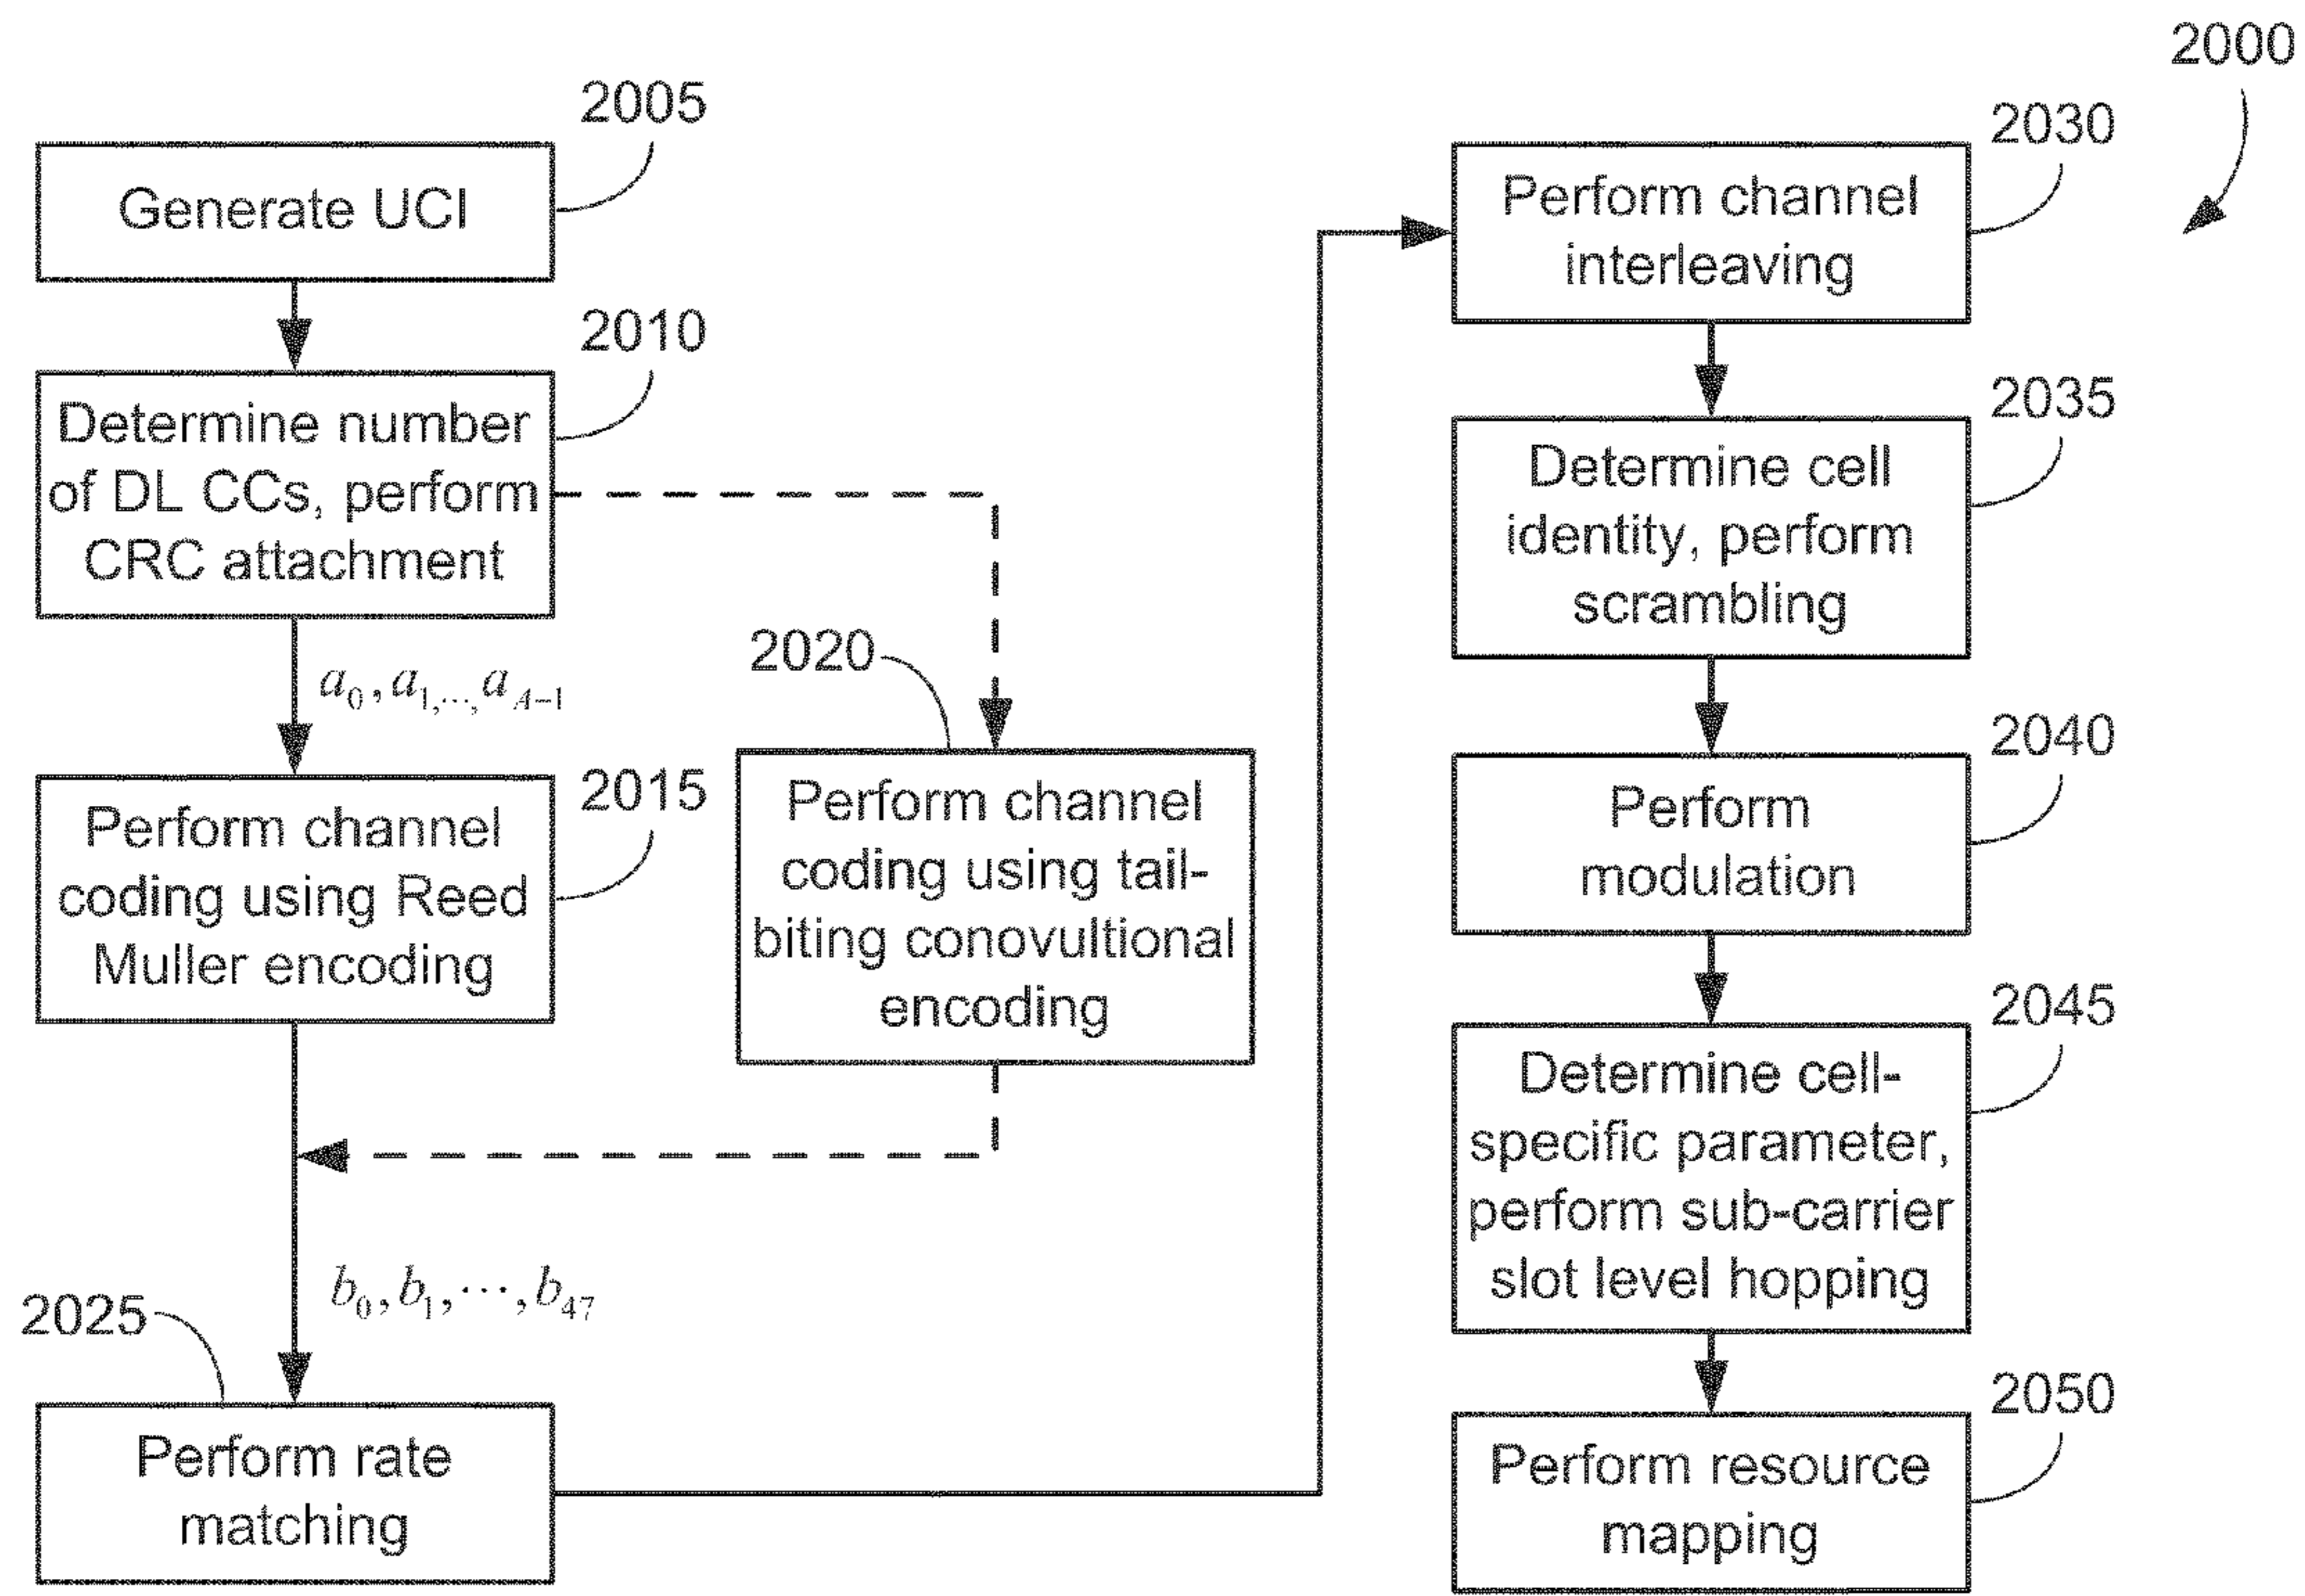 2000
2005
Generate UCI
2010
Determine number
of DL CCs, perform
CRC attachment
a₀, a₁,...,a_{A−1}
2015
Perform channel
coding using Reed
Muller encoding
2020
Perform channel
coding using tail-
biting conovultional
encoding
b₀, b₁, ⋯, b₄₇
2025
Perform rate
matching
2030
Perform channel
interleaving
2035
Determine cell
identity, perform
scrambling
2040
Perform
modulation
2045
Determine cell-
specific parameter,
perform sub-carrier
slot level hopping
2050
Perform resource
mapping